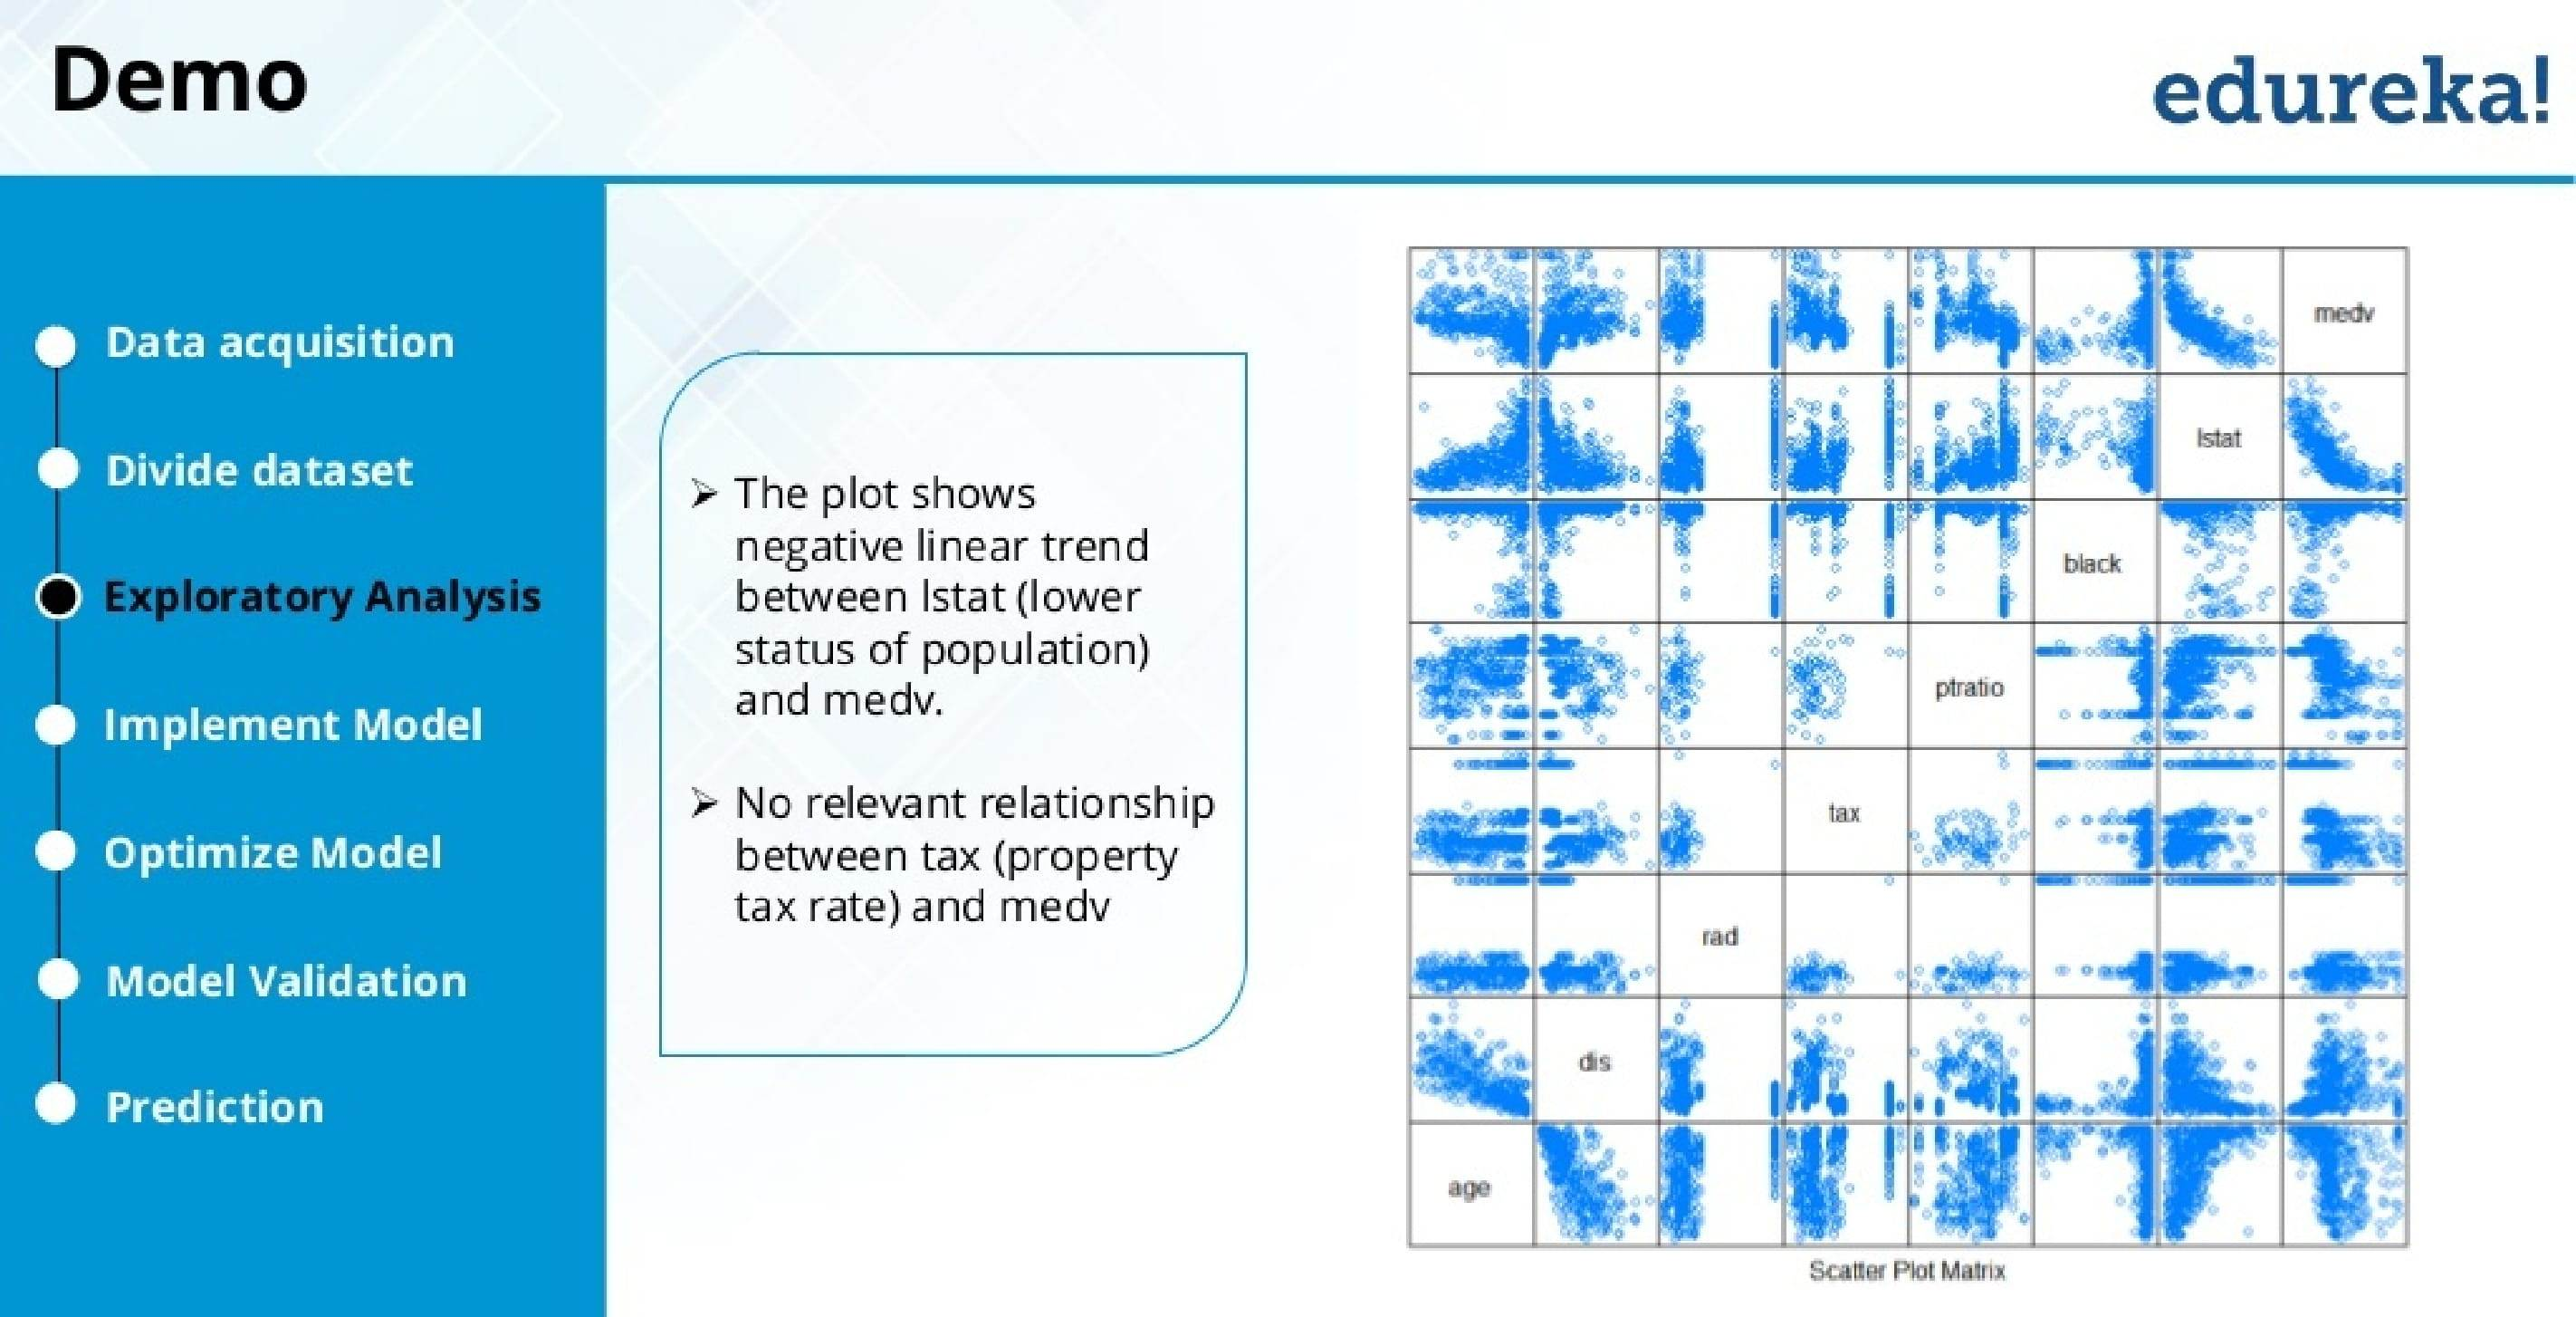 Demo
edureka!
Data acquisition
Divide dataset
Exploratory Analysis
Implement Model
Optimize Model
Model Validation
Prediction
➢ The plot shows
negative linear trend
between lstat (lower
status of population)
and medv.
➢ No relevant relationship
between tax (property
tax rate) and medv
medv
lstat
black
ptratio
tax
rad
dis
age
Scatter Plot Matrix